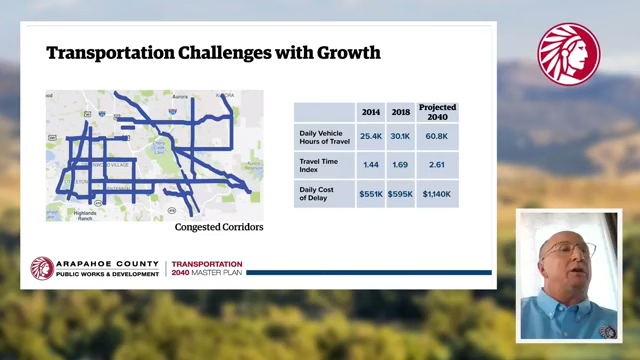 Transportation Challenges with Growth
Aurora
AURORA
Highlands
Ranch
Congested Corridors
2014 2018 Projected
2040
Daily Vehicle
Hours of Travel 25.4K 30.1K 60.8K
Travel Time
Index 1.44 1.69 2.61
Daily Cost
of Delay $551K $595K $1,140K
ARAPAHOE COUNTY
PUBLIC WORKS & DEVELOPMENT
TRANSPORTATION
2040 MASTER PLAN